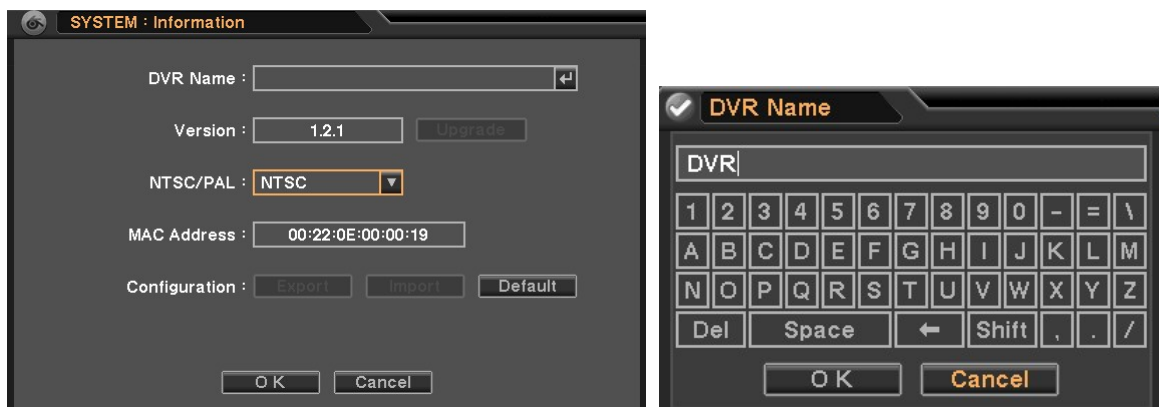 SYSTEM : Information
DVR Name :
Version : 1.2.1 Upgrade
NTSC/PAL : NTSC
MAC Address : 00:22:0E:00:00:19
Configuration : Export Import Default
OK Cancel
DVR Name
DVR
1 2 3 4 5 6 7 8 9 0 - = \
A B C D E F G H I J K L M
N O P Q R S T U V W X Y Z
Del Space ← Shift , . /
OK Cancel